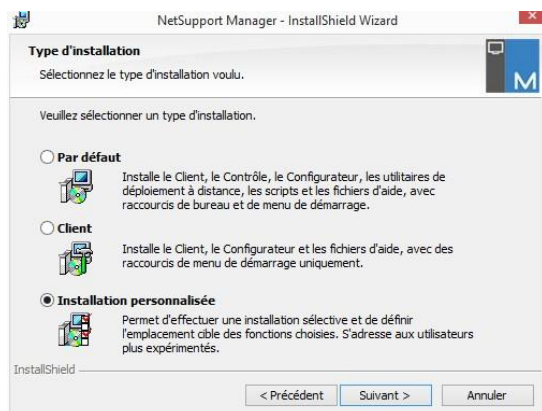 NetSupport Manager - InstallShield Wizard
Type d'installation
Sélectionnez le type d'installation voulu.
M
Veuillez sélectionner un type d'installation.
Par défaut
Installe le Client, le Contrôle, le Configurateur, les utilitaires de
déploiement à distance, les scripts et les fichiers d'aide, avec
raccourcis de bureau et de menu de démarrage.
Client
Installe le Client, le Configurateur et les fichiers d'aide, avec des
raccourcis de menu de démarrage uniquement.
Installation personnalisée
Permet d'effectuer une installation sélective et de définir
l'emplacement cible des fonctions choisies. S'adresse aux utilisateurs
plus expérimentés.
InstallShield
< Précédent Suivant > Annuler